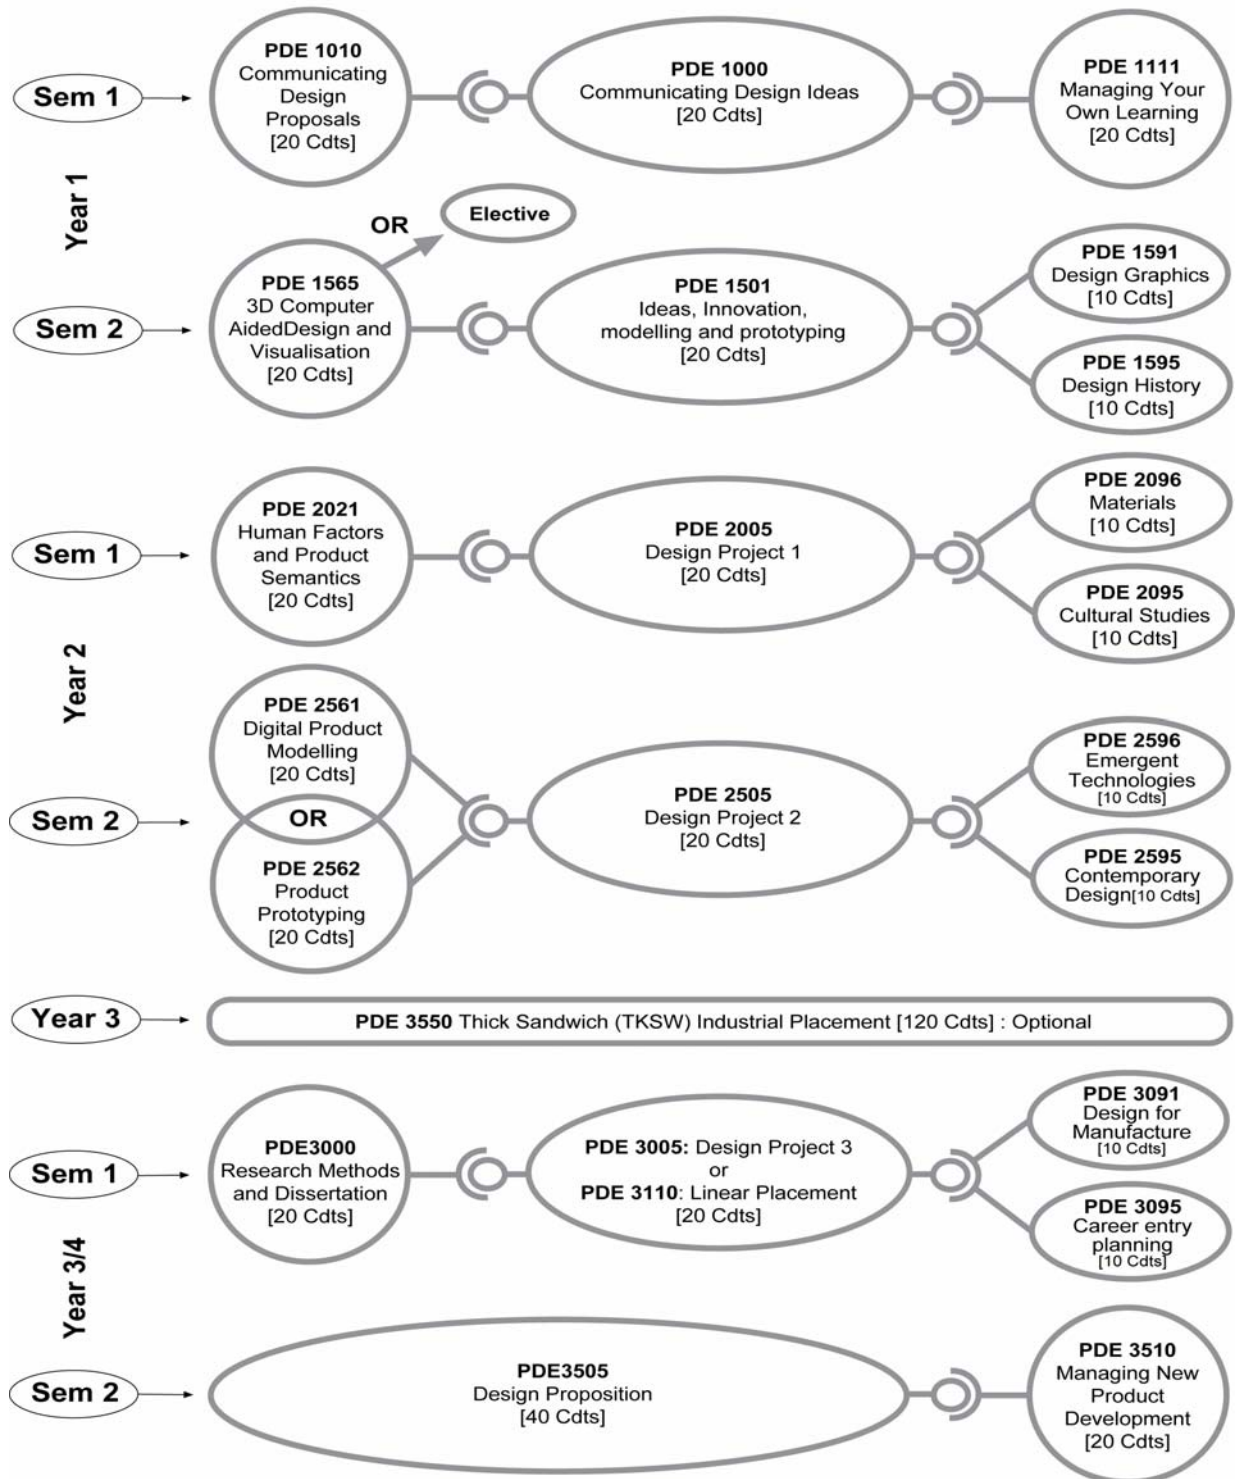 Year 1
Sem 1
PDE 1010
Communicating
Design
Proposals
[20 Cdts]
PDE 1000
Communicating Design Ideas
[20 Cdts]
PDE 1111
Managing Your
Own Learning
[20 Cdts]
OR
Elective
Sem 2
PDE 1565
3D Computer
AidedDesign and
Visualisation
[20 Cdts]
PDE 1501
Ideas, Innovation,
modelling and prototyping
[20 Cdts]
PDE 1591
Design Graphics
[10 Cdts]
PDE 1595
Design History
[10 Cdts]
Year 2
Sem 1
PDE 2021
Human Factors
and Product
Semantics
[20 Cdts]
PDE 2005
Design Project 1
[20 Cdts]
PDE 2096
Materials
[10 Cdts]
PDE 2095
Cultural Studies
[10 Cdts]
Sem 2
PDE 2561
Digital Product
Modelling
[20 Cdts]
OR
PDE 2562
Product
Prototyping
[20 Cdts]
PDE 2505
Design Project 2
[20 Cdts]
PDE 2596
Emergent
Technologies
[10 Cdts]
PDE 2595
Contemporary
Design[10 Cdts]
Year 3
PDE 3550 Thick Sandwich (TKSW) Industrial Placement [120 Cdts] : Optional
Year 3/4
Sem 1
PDE3000
Research Methods
and Dissertation
[20 Cdts]
PDE 3005: Design Project 3
or
PDE 3110: Linear Placement
[20 Cdts]
PDE 3091
Design for
Manufacture
[10 Cdts]
PDE 3095
Career entry
planning
[10 Cdts]
Sem 2
PDE3505
Design Proposition
[40 Cdts]
PDE 3510
Managing New
Product
Development
[20 Cdts]